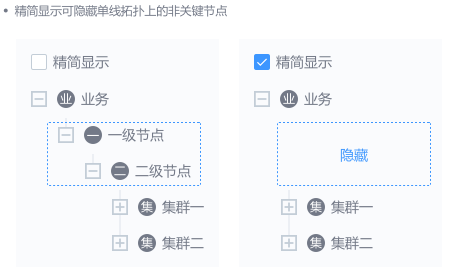 • 精简显示可隐藏单线拓扑上的非关键节点
精简显示
业 业务
一 一级节点
二 二级节点
集 集群一
集 集群二
精简显示
业 业务
隐藏
集 集群一
集 集群二